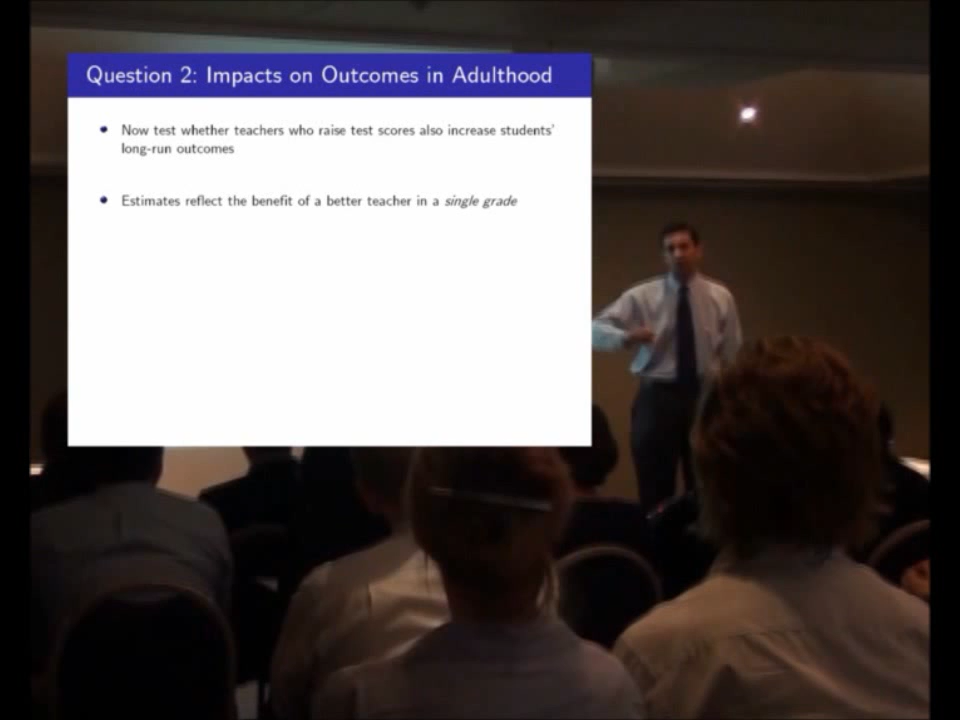 Question 2: Impacts on Outcomes in Adulthood
Now test whether teachers who raise test scores also increase students'
long-run outcomes
Estimates reflect the benefit of a better teacher in a single grade